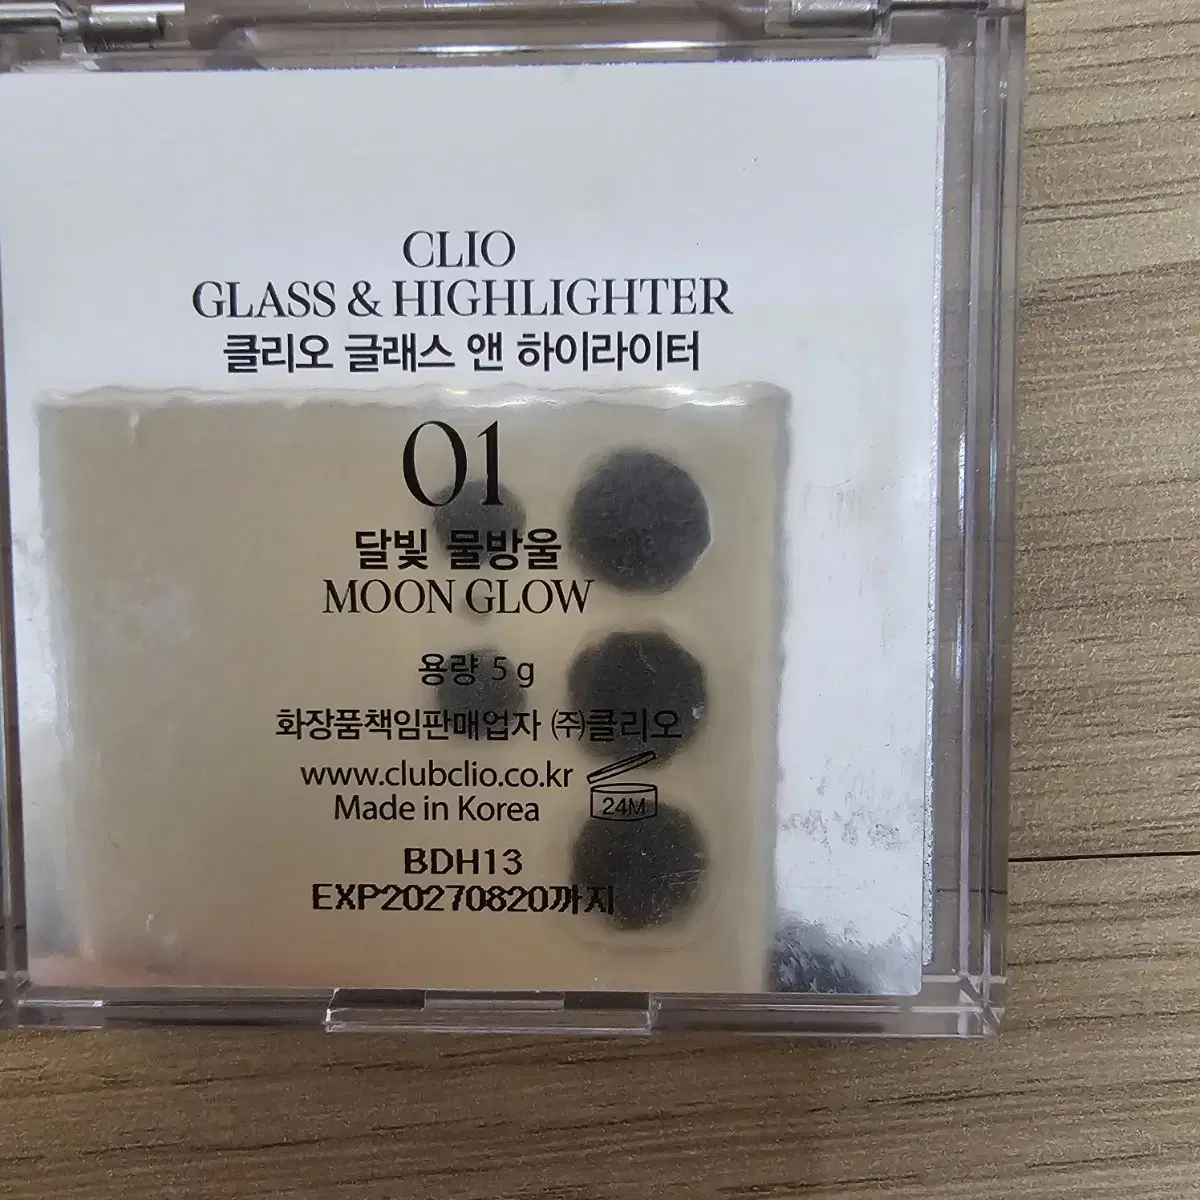 CLIO
GLASS & HIGHLIGHTER
클리오 글래스 앤 하이라이터
01
달빛 물방울
MOON GLOW
용량 5 g
화장품책임판매업자 ㈜클리오
www.clubclio.co.kr
24M
Made in Korea
BDH13
EXP20270820까지